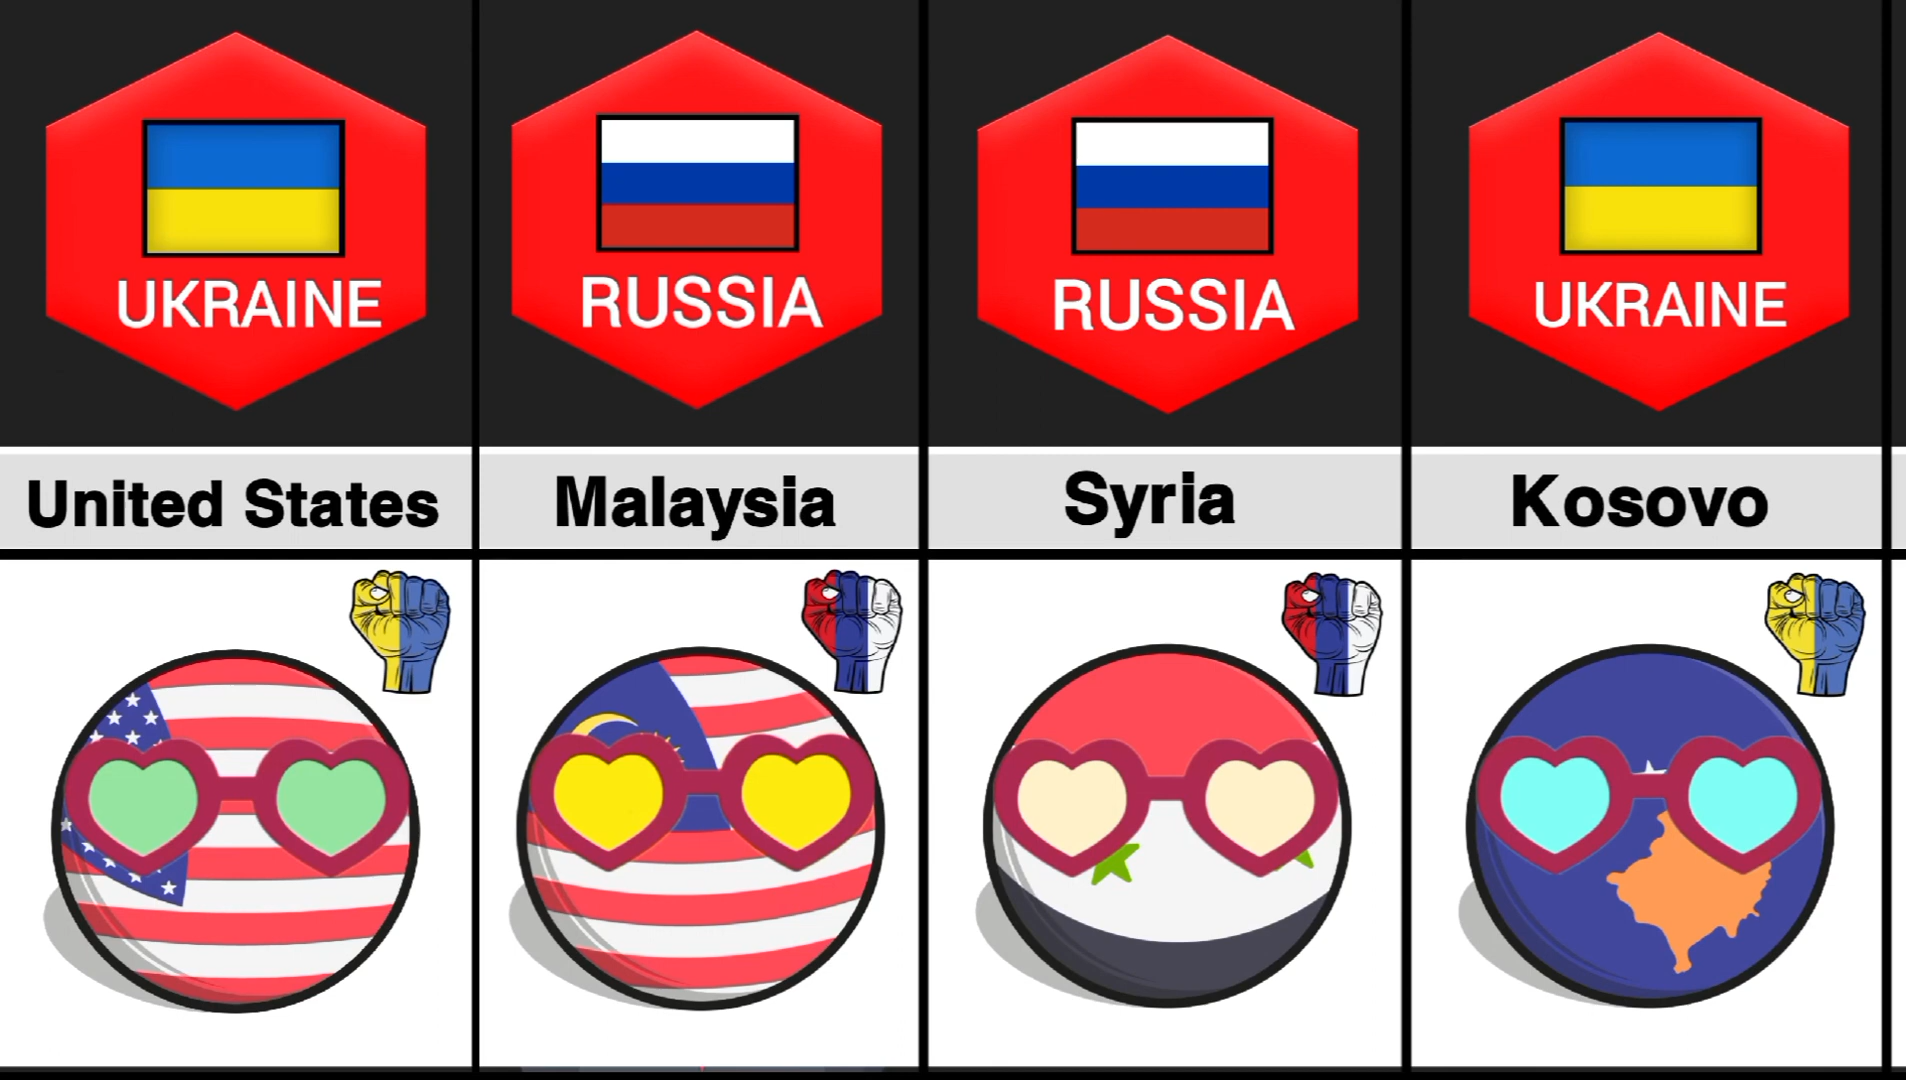 UKRAINE
RUSSIA
RUSSIA
UKRAINE
United States
Malaysia
Syria
Kosovo